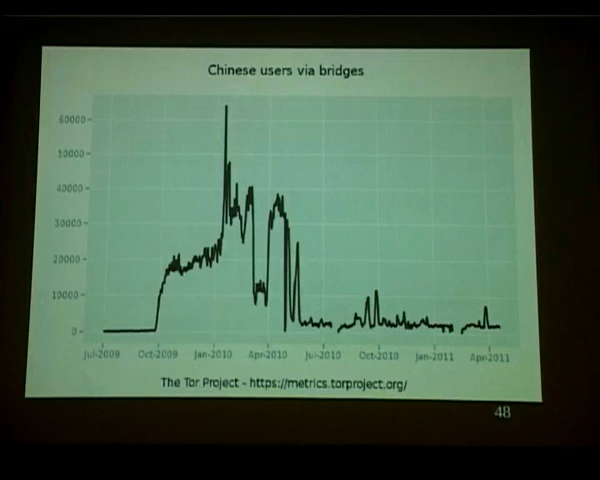 Chinese users via bridges
60000
50000
40000
30000
20000
10000
0
Jul-2009 Oct-2009 Jan-2010 Apr-2010 Jul-2010 Oct-2010 Jan-2011 Apr-2011
The Tor Project - https://metrics.torproject.org/
48